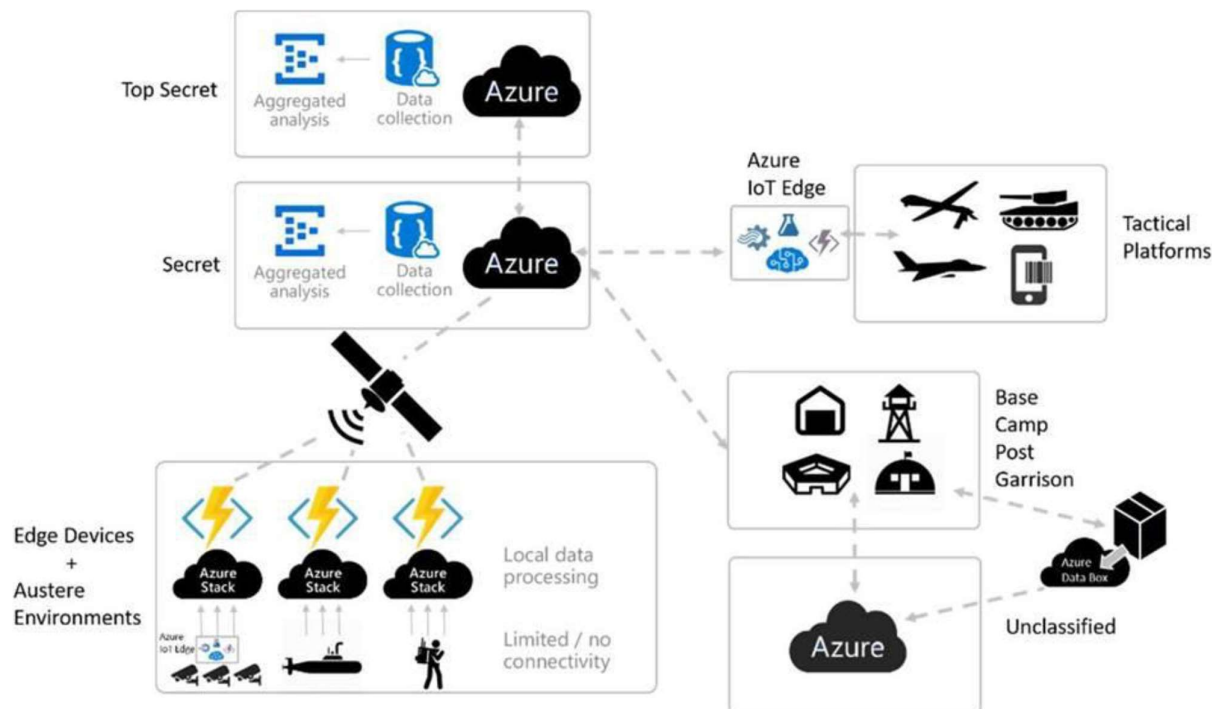 Top Secret
Aggregated
analysis
Data
collection
Azure
Secret
Aggregated
analysis
Data
collection
Azure
Azure
IoT Edge
Tactical
Platforms
Base
Camp
Post
Garrison
Edge Devices
+
Austere
Environments
Azure
Stack
Azure
Stack
Azure
Stack
Local data
processing
Azure
IoT Edge
Limited / no
connectivity
Azure
Data Box
Unclassified
Azure